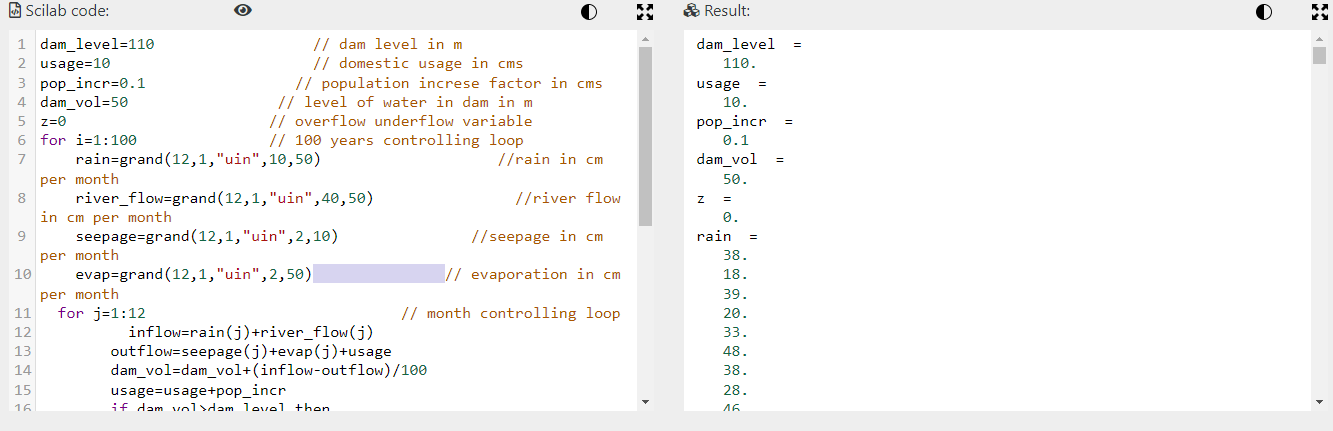 Scilab code:
1 dam_level=110 // dam level in m
2 usage=10 // domestic usage in cms
3 pop_incr=0.1 // population increse factor in cms
4 dam_vol=50 // level of water in dam in m
5 z=0 // overflow underflow variable
6 for i=1:100 // 100 years controlling loop
7 rain=grand(12,1,"uin",10,50) //rain in cm
per month
8 river_flow=grand(12,1,"uin",40,50) //river flow
in cm per month
9 seepage=grand(12,1,"uin",2,10) //seepage in cm
per month
10 evap=grand(12,1,"uin",2,50) // evaporation in cm
per month
11 for j=1:12 // month controlling loop
12 inflow=rain(j)+river_flow(j)
13 outflow=seepage(j)+evap(j)+usage
14 dam_vol=dam_vol+(inflow-outflow)/100
15 usage=usage+pop_incr
16 if dam_vol>dam_level then
Result:
dam_level =
110.
usage =
10.
pop_incr =
0.1
dam_vol =
50.
z =
0.
rain =
38.
18.
39.
20.
33.
48.
38.
28.
46.